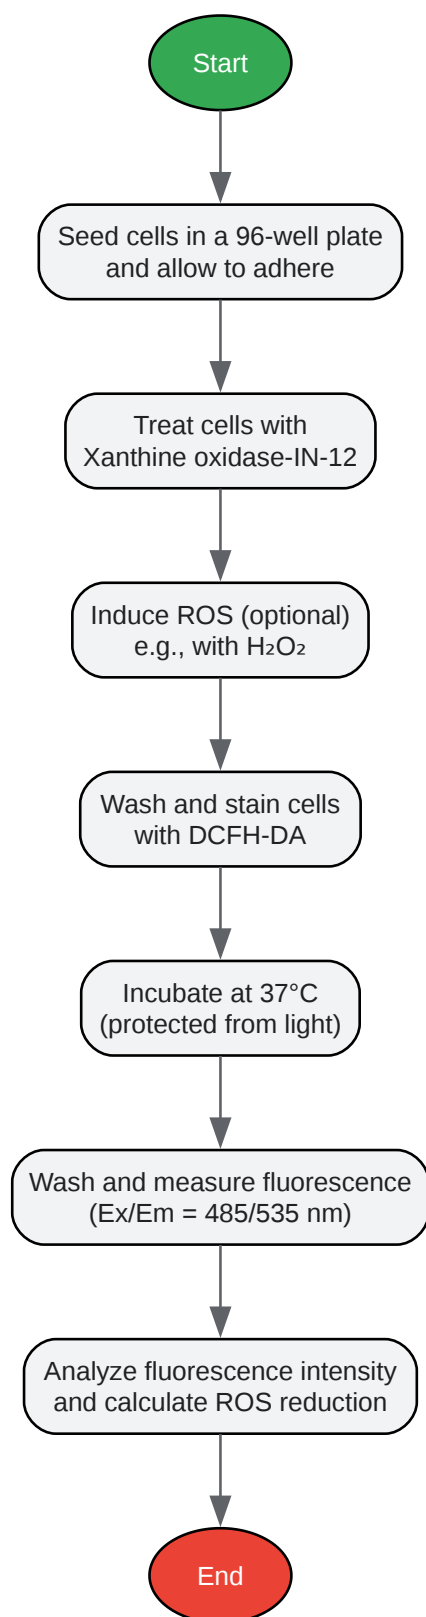 Start
Seed cells in a 96-well plate
and allow to adhere
Treat cells with
Xanthine oxidase-IN-12
Induce ROS (optional)
e.g., with H₂O₂
Wash and stain cells
with DCFH-DA
Incubate at 37°C
(protected from light)
Wash and measure fluorescence
(Ex/Em = 485/535 nm)
Analyze fluorescence intensity
and calculate ROS reduction
End